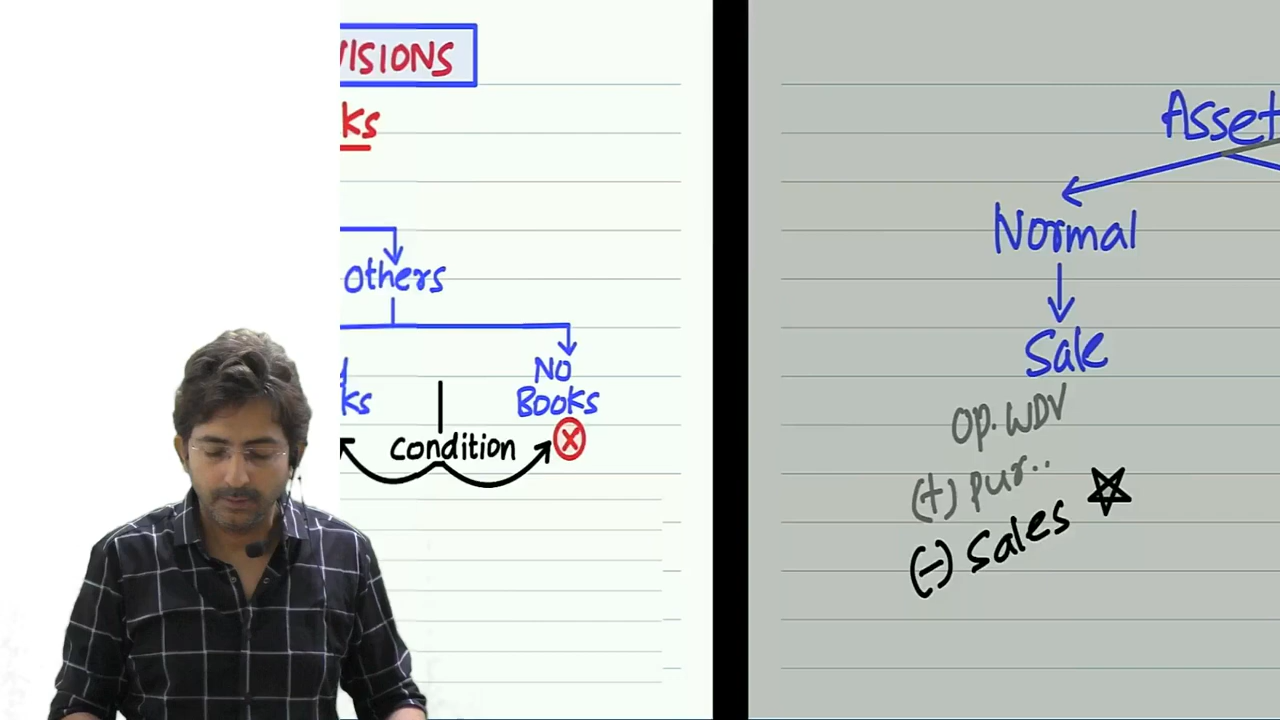 VISIONS
ks
Others
ks
No
Books
Condition
Asset
Normal
Sale
Op. WDV
(+) Pur..
(-) Sales